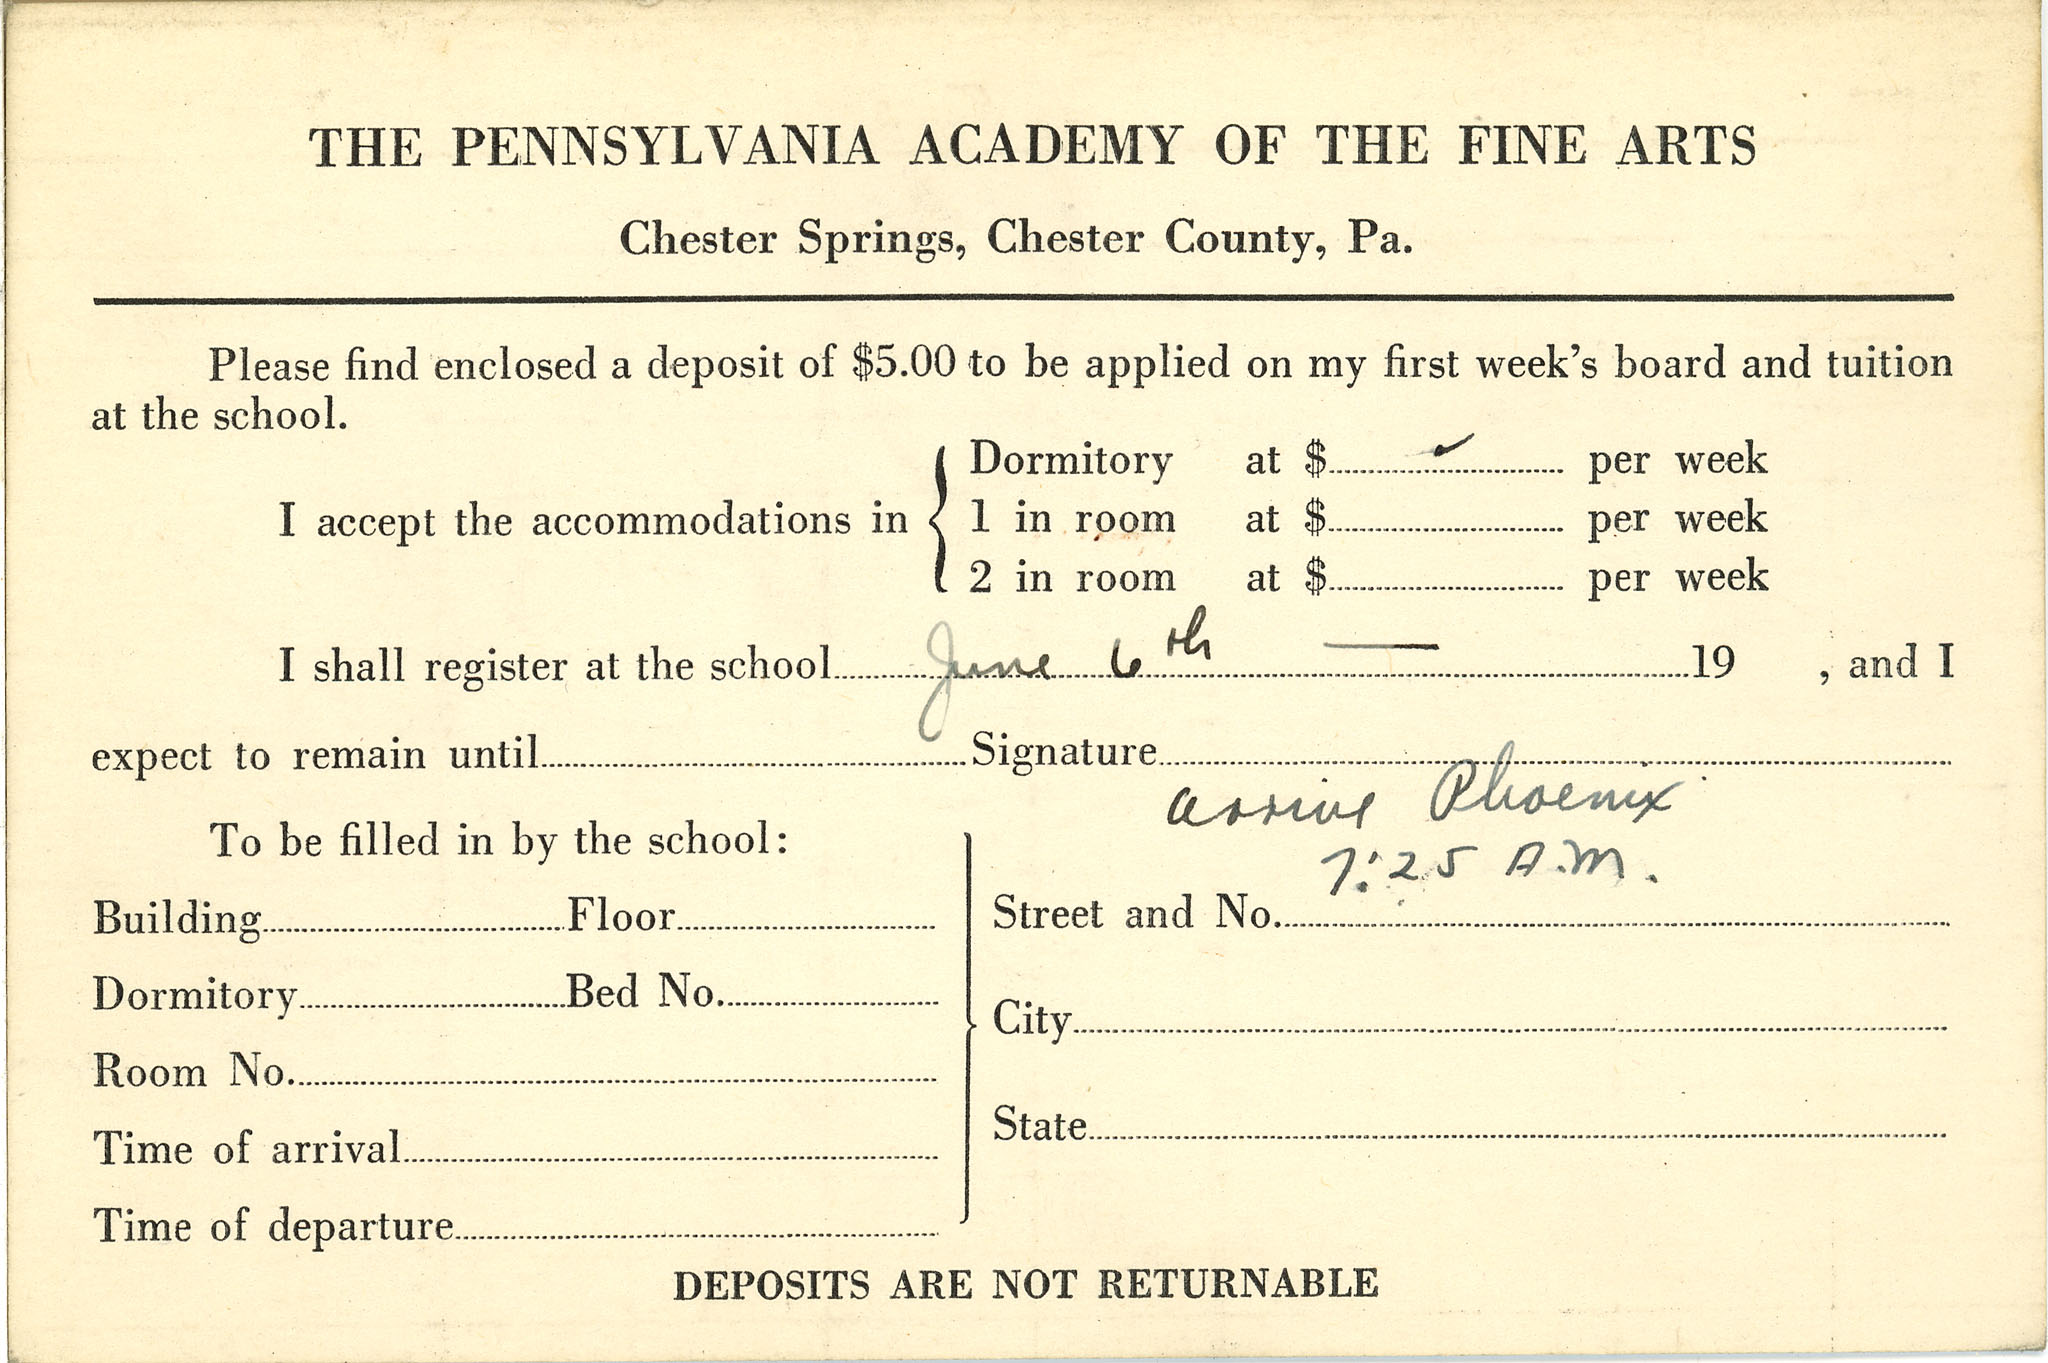 THE PENNSYLVANIA ACADEMY OF THE FINE ARTS
Chester Springs, Chester County, Pa.
Please find enclosed a deposit of $5.00 to be applied on my first week's board and tuition
at the school.
Dormitory at $ ✓ per week
I accept the accommodations in { 1 in room at $ per week
2 in room at $ per week
I shall register at the school June 6th — 19 , and I
expect to remain until Signature
arrive Phoenix
7:25 A.M.
To be filled in by the school:
Building Floor
Dormitory Bed No.
Room No.
Time of arrival
Time of departure
Street and No.
City
State
DEPOSITS ARE NOT RETURNABLE